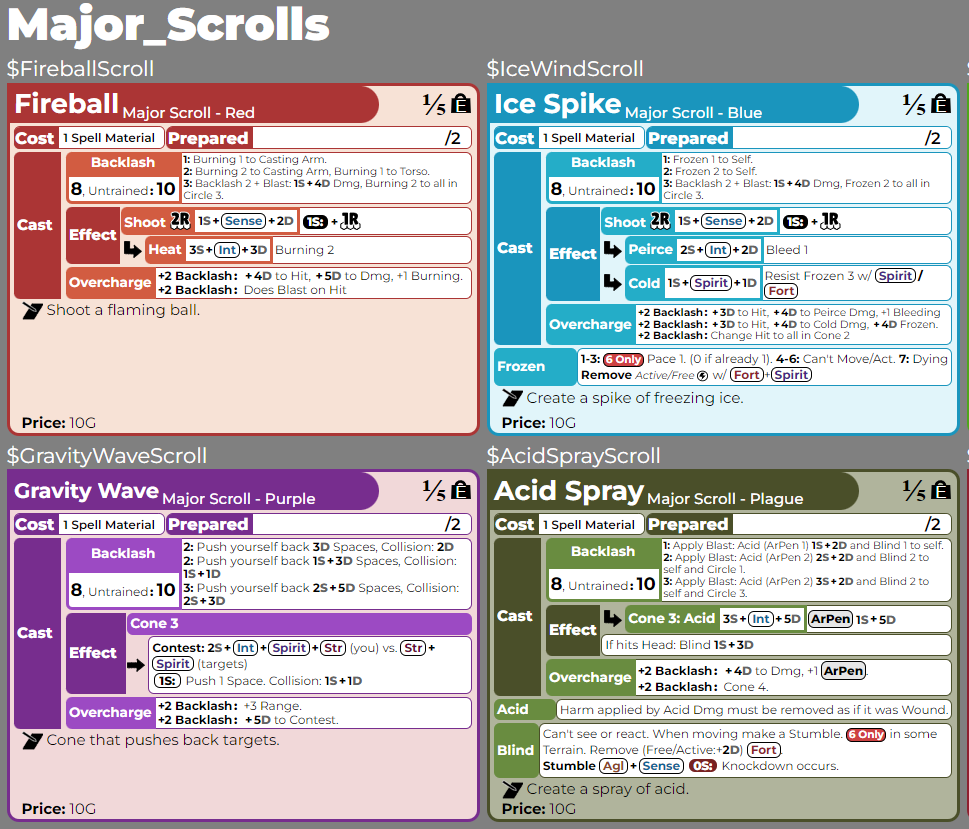 Major_Scrolls
$FireballScroll
Fireball Major Scroll - Red 1/5 E
Cost 1 Spell Material Prepared /2
Cast
Backlash
8, Untrained: 10
1: Burning 1 to Casting Arm.
2: Burning 2 to Casting Arm, Burning 1 to Torso.
3: Backlash 2 + Blast: 1S+4D Dmg, Burning 2 to all in
Circle 3.
Effect
Shoot 2R 1S+Sense+2D 1S: +1R
Heat 3S+Int+3D Burning 2
Overcharge
+2 Backlash: +4D to Hit, +5D to Dmg, +1 Burning.
+2 Backlash: Does Blast on Hit
Shoot a flaming ball.
Price: 10G
$IceWindScroll
Ice Spike Major Scroll - Blue 1/5 E
Cost 1 Spell Material Prepared /2
Cast
Backlash
8, Untrained: 10
1: Frozen 1 to Self.
2: Frozen 2 to Self.
3: Backlash 2 + Blast: 1S+4D Dmg, Frozen 2 to all in
Circle 3.
Effect
Shoot 2R 1S+Sense+2D 1S: +1R
Peirce 2S+Int+2D Bleed 1
Cold 1S+Spirit+1D Resist Frozen 3 w/ Spirit/
Fort
Overcharge
+2 Backlash: +3D to Hit, +4D to Peirce Dmg, +1 Bleeding
+2 Backlash: +3D to Hit, +4D to Cold Dmg, +4D Frozen.
+2 Backlash: Change Hit to all in Cone 2
Frozen
1-3: 6 Only Pace 1. (0 if already 1). 4-6: Can't Move/Act. 7: Dying
Remove Active/Free w/ Fort+Spirit
Create a spike of freezing ice.
Price: 10G
$GravityWaveScroll
Gravity Wave Major Scroll - Purple 1/5 E
Cost 1 Spell Material Prepared /2
Cast
Backlash
8, Untrained: 10
2: Push yourself back 3D Spaces, Collision: 2D
2: Push yourself back 1S+3D Spaces, Collision:
1S+1D
3: Push yourself back 2S+5D Spaces, Collision:
2S+3D
Effect
Cone 3
Contest: 2S+Int+Spirit+Str (you) vs. Str+
Spirit (targets)
1S: Push 1 Space. Collision: 1S+1D
Overcharge
+2 Backlash: +3 Range.
+2 Backlash: +5D to Contest.
Cone that pushes back targets.
Price: 10G
$AcidSprayScroll
Acid Spray Major Scroll - Plague 1/5 E
Cost 1 Spell Material Prepared /2
Cast
Backlash
8, Untrained: 10
1: Apply Blast: Acid (ArPen 1) 1S+2D and Blind 1 to self.
2: Apply Blast: Acid (ArPen 2) 2S+2D and Blind 2 to
self and Circle 1.
3: Apply Blast: Acid (ArPen 2) 3S+2D and Blind 2 to
self and Circle 3.
Effect
Cone 3: Acid 3S+Int+5D ArPen 1S+5D
If hits Head: Blind 1S+3D
Overcharge
+2 Backlash: +4D to Dmg, +1 ArPen.
+2 Backlash: Cone 4.
Acid Harm applied by Acid Dmg must be removed as if it was Wound.
Blind
Can't see or react. When moving make a Stumble. 6 Only in some
Terrain. Remove (Free/Active:+2D) Fort.
Stumble Agl+Sense 0S: Knockdown occurs.
Create a spray of acid.
Price: 10G